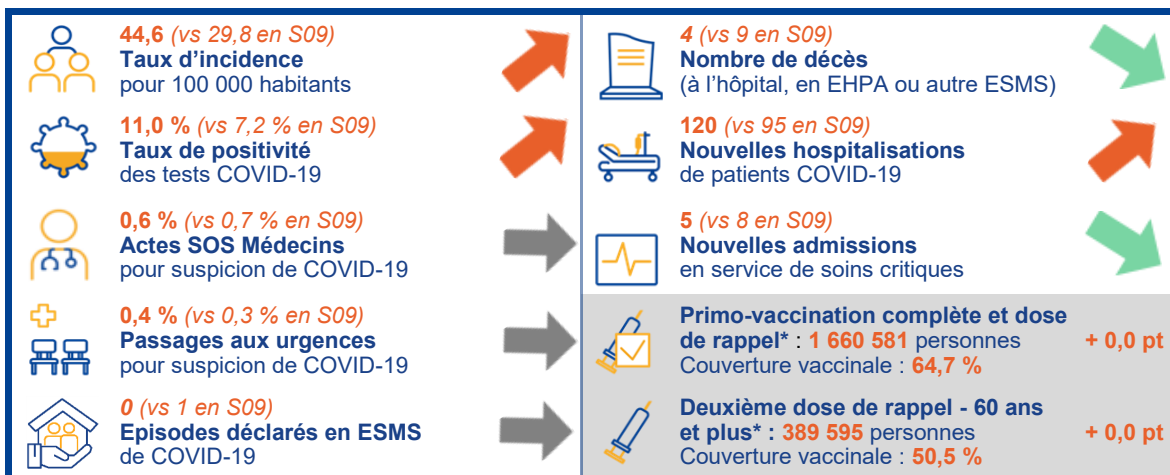 44,6 (vs 29,8 en S09)
Taux d'incidence
pour 100 000 habitants
11,0 % (vs 7,2 % en S09)
Taux de positivité
des tests COVID-19
0,6 % (vs 0,7 % en S09)
Actes SOS Médecins
pour suspicion de COVID-19
0,4 % (vs 0,3 % en S09)
Passages aux urgences
pour suspicion de COVID-19
0 (vs 1 en S09)
Episodes déclarés en ESMS
de COVID-19
4 (vs 9 en S09)
Nombre de décès
(à l'hôpital, en EHPA ou autre ESMS)
120 (vs 95 en S09)
Nouvelles hospitalisations
de patients COVID-19
5 (vs 8 en S09)
Nouvelles admissions
en service de soins critiques
Primo-vaccination complète et dose
de rappel* : 1 660 581 personnes + 0,0 pt
Couverture vaccinale : 64,7 %
Deuxième dose de rappel - 60 ans
et plus* : 389 595 personnes + 0,0 pt
Couverture vaccinale : 50,5 %